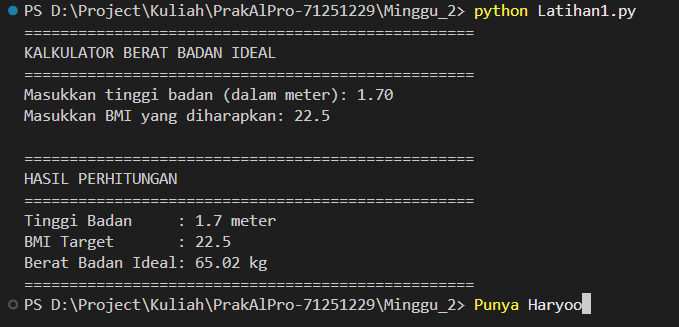 PS D:\Project\Kuliah\PrakAlPro-71251229\Minggu_2> python Latihan1.py
==================================================
KALKULATOR BERAT BADAN IDEAL
==================================================
Masukkan tinggi badan (dalam meter): 1.70
Masukkan BMI yang diharapkan: 22.5
==================================================
HASIL PERHITUNGAN
==================================================
Tinggi Badan     : 1.7 meter
BMI Target       : 22.5
Berat Badan Ideal: 65.02 kg
==================================================
PS D:\Project\Kuliah\PrakAlPro-71251229\Minggu_2> Punya Haryoo